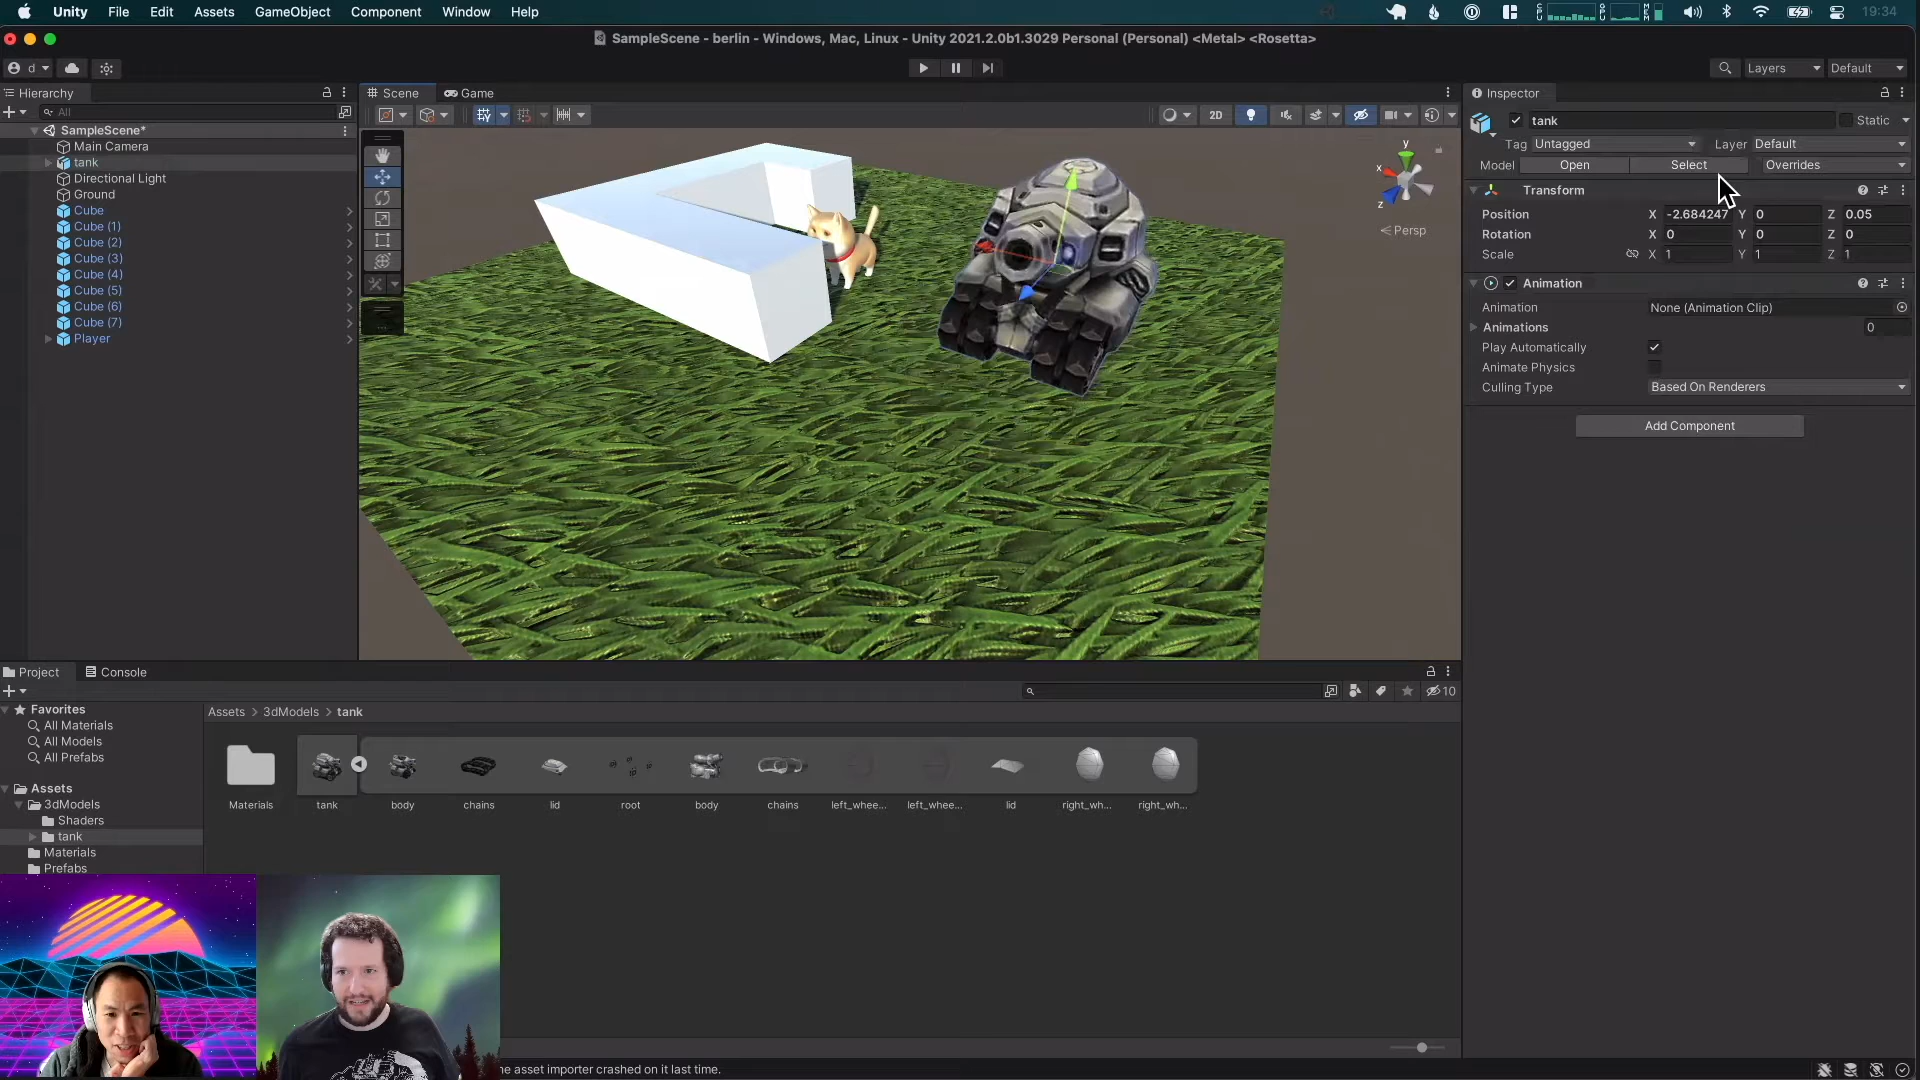 Unity File Edit Assets GameObject Component Window Help 19:34
SampleScene - berlin - Windows, Mac, Linux - Unity 2021.2.0b1.3029 Personal (Personal) <Metal> <Rosetta>
d Layers Default
Hierarchy
All
SampleScene*
Main Camera
tank
Directional Light
Ground
Cube
Cube (1)
Cube (2)
Cube (3)
Cube (4)
Cube (5)
Cube (6)
Cube (7)
Player
Scene Game
2D
y
x
z
Persp
Inspector
tank Static
Tag Untagged Layer Default
Model Open Select Overrides
Transform
Position X -2.684247 Y 0 Z 0.05
Rotation X 0 Y 0 Z 0
Scale X 1 Y 1 Z 1
Animation
Animation None (Animation Clip)
Animations 0
Play Automatically
Animate Physics
Culling Type Based On Renderers
Add Component
Project Console
10
Favorites
All Materials
All Models
All Prefabs
Assets
3dModels
Shaders
tank
Materials
Prefabs
Assets > 3dModels > tank
Materials tank body chains lid root body chains left_whee... left_whee... lid right_wh... right_wh...
he asset importer crashed on it last time.